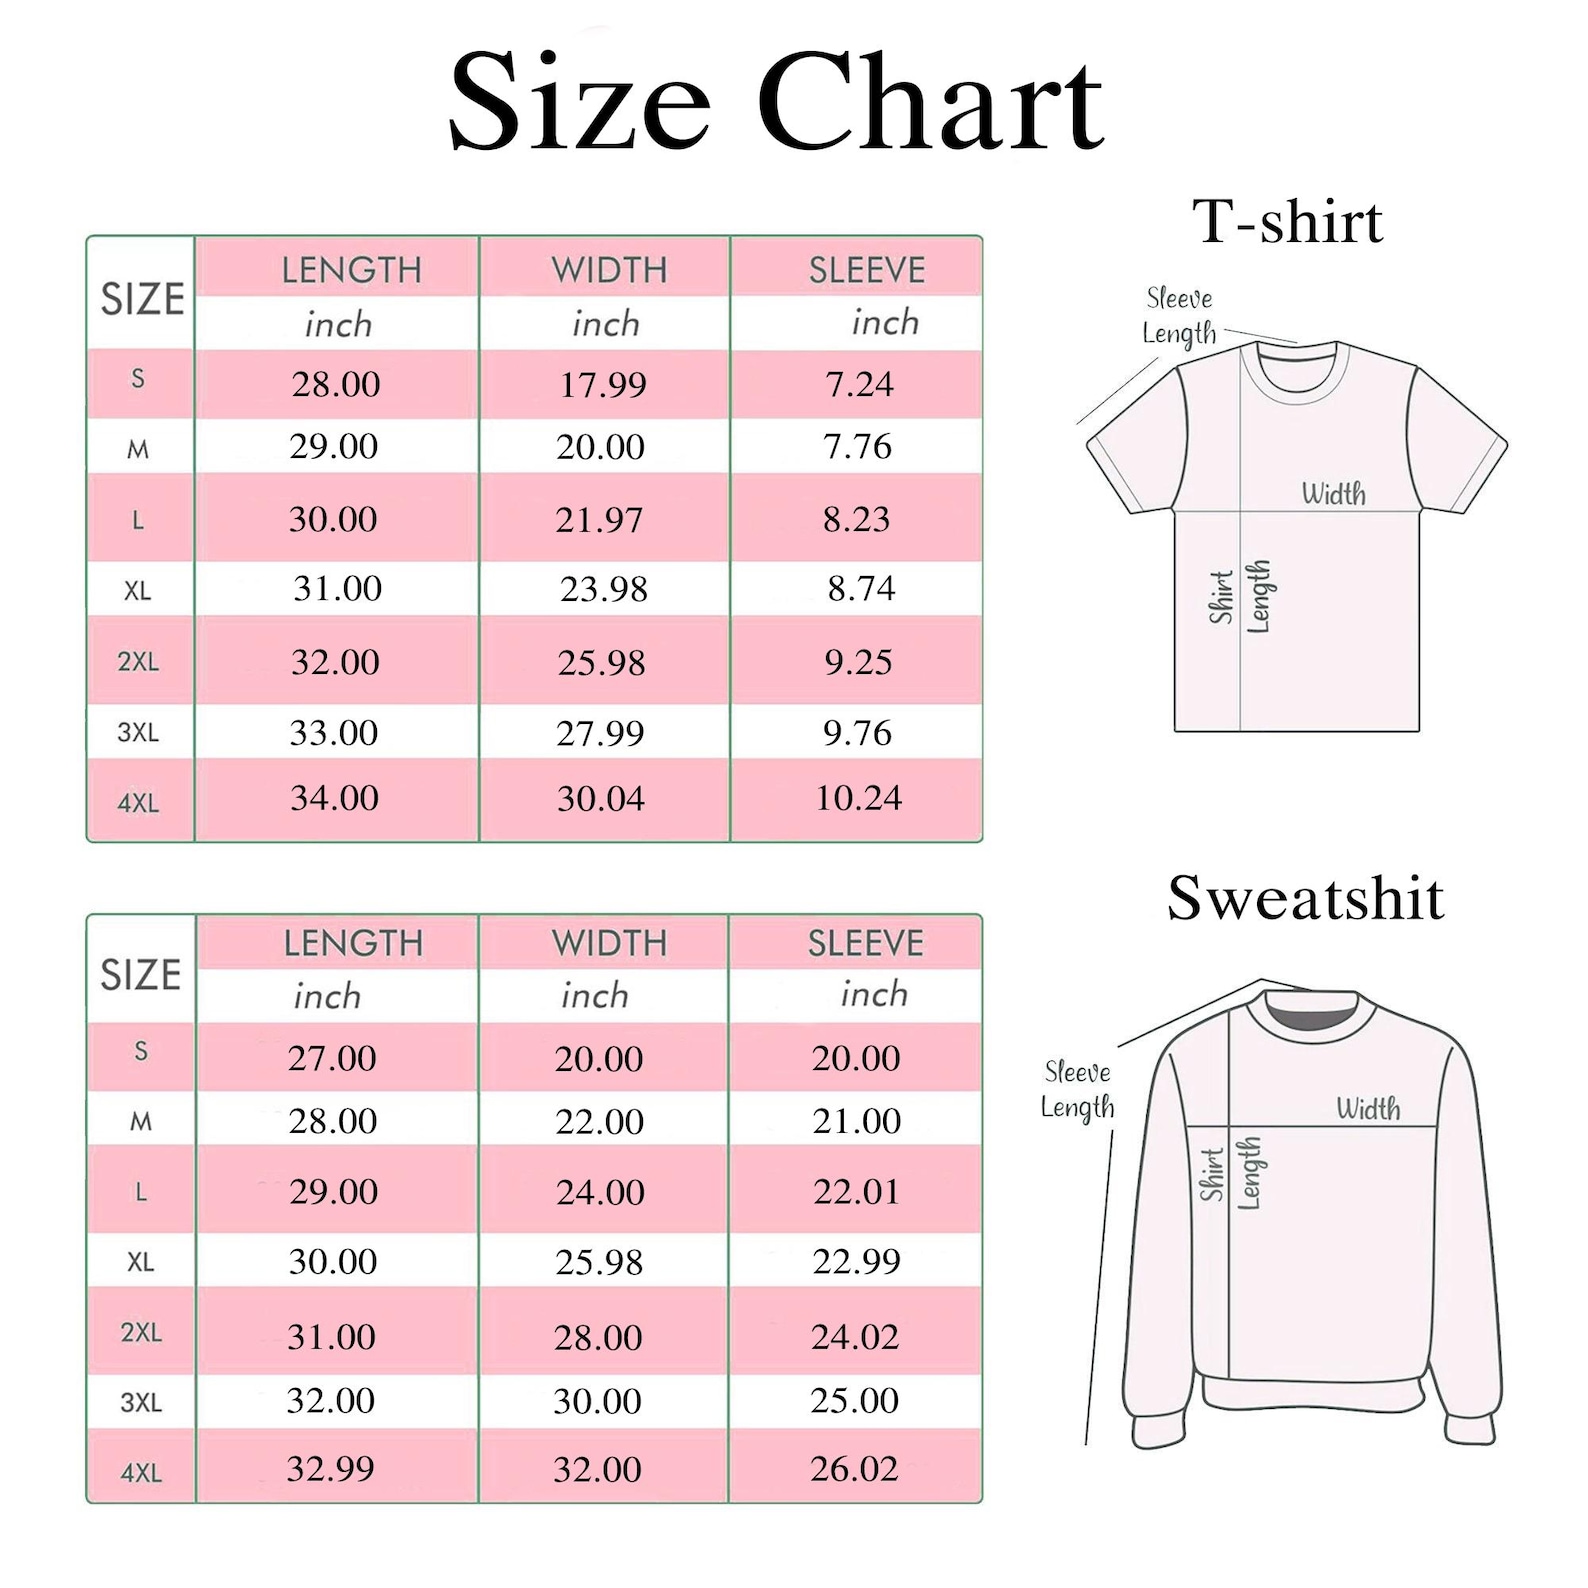 Size Chart
T-shirt
SIZE LENGTH WIDTH SLEEVE
inch inch inch
S 28.00 17.99 7.24
M 29.00 20.00 7.76
L 30.00 21.97 8.23
XL 31.00 23.98 8.74
2XL 32.00 25.98 9.25
3XL 33.00 27.99 9.76
4XL 34.00 30.04 10.24
Sleeve
Length
Width
Shirt
Length
Sweatshit
SIZE LENGTH WIDTH SLEEVE
inch inch inch
S 27.00 20.00 20.00
M 28.00 22.00 21.00
L 29.00 24.00 22.01
XL 30.00 25.98 22.99
2XL 31.00 28.00 24.02
3XL 32.00 30.00 25.00
4XL 32.99 32.00 26.02
Sleeve
Length
Width
Shirt
Length